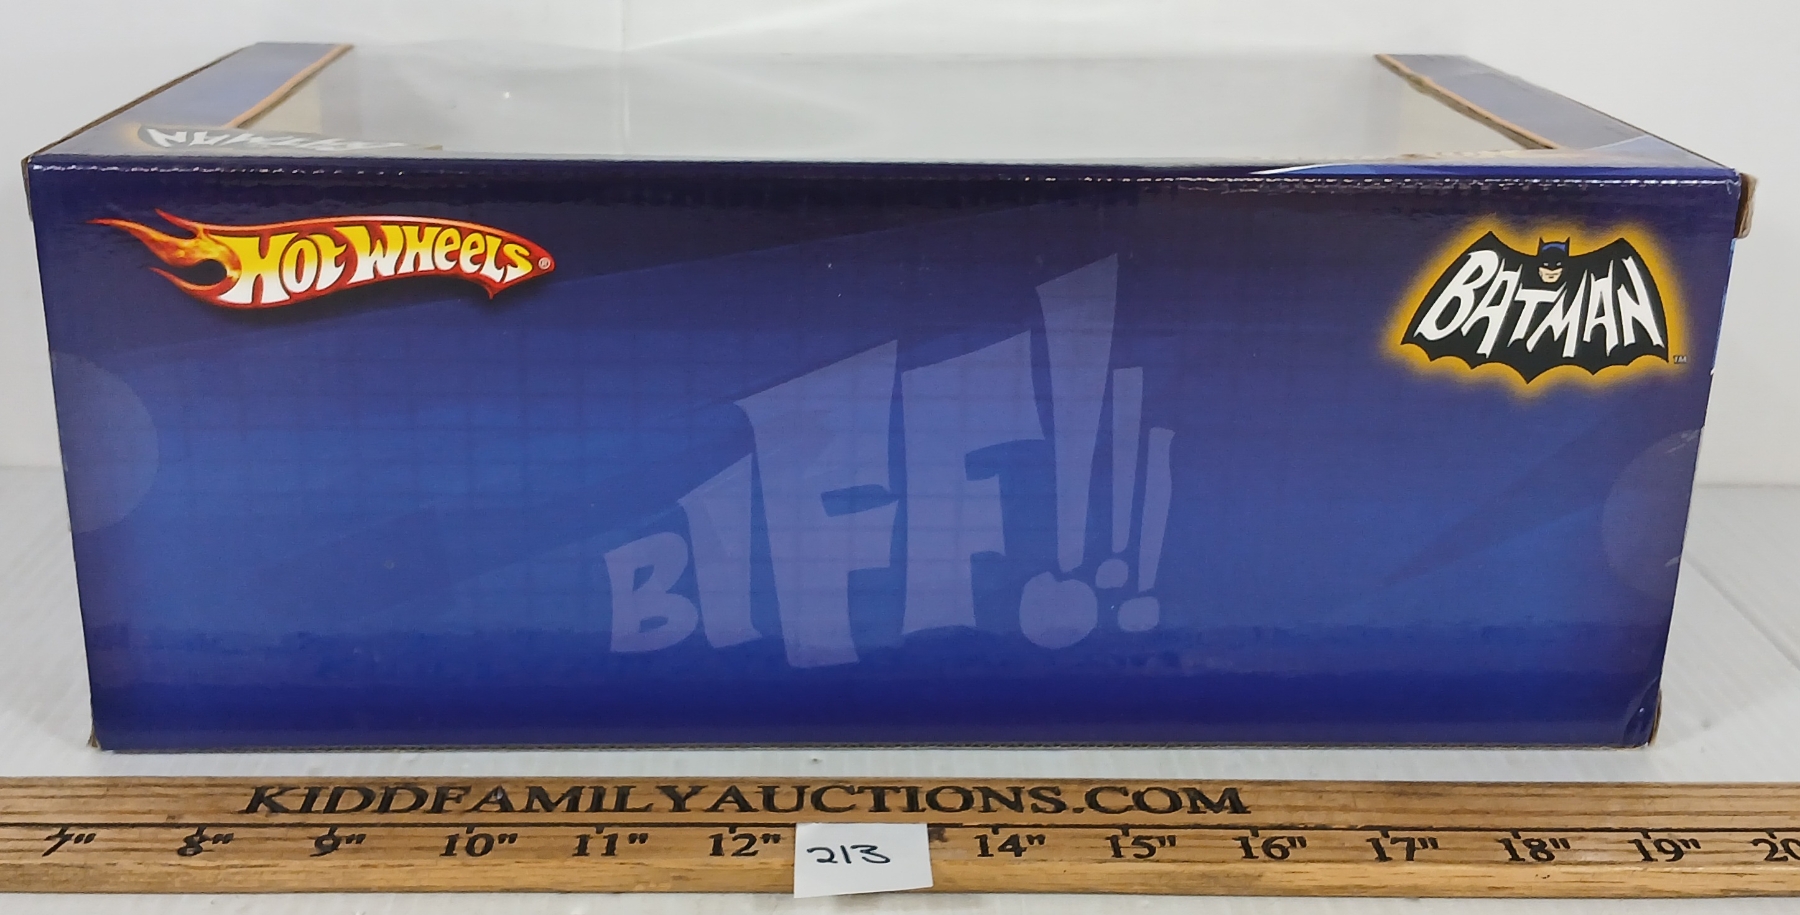 BATMAN
HOT WHEELS®
BATMAN™
BIFF!!!
KIDDFAMILYAUCTIONS.COM
7" 8" 9" 10" 11" 12" 14" 15" 16" 17" 18" 19" 20
213